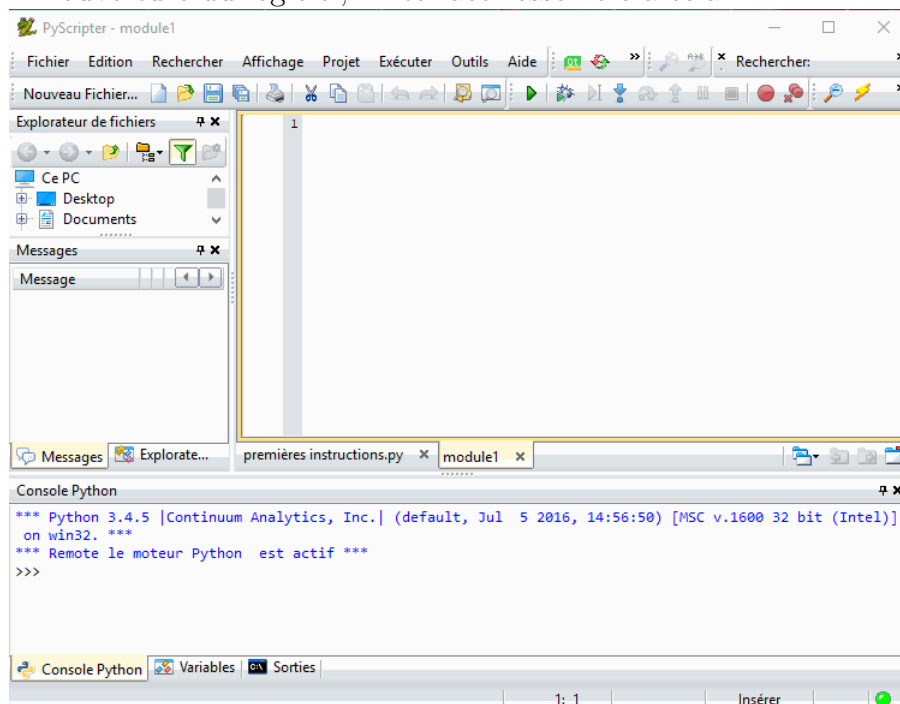 PyScripter - module1
Fichier Edition Rechercher Affichage Projet Exécuter Outils Aide » Rechercher:
Nouveau Fichier...
Explorateur de fichiers
1
Ce PC
Desktop
Documents
Messages
Message
Messages Explorate...
premières instructions.py module1
Console Python
*** Python 3.4.5 |Continuum Analytics, Inc.| (default, Jul  5 2016, 14:56:50) [MSC v.1600 32 bit (Intel)]
on win32. ***
*** Remote le moteur Python  est actif ***
>>>
Console Python Variables Sorties
1: 1 Insérer